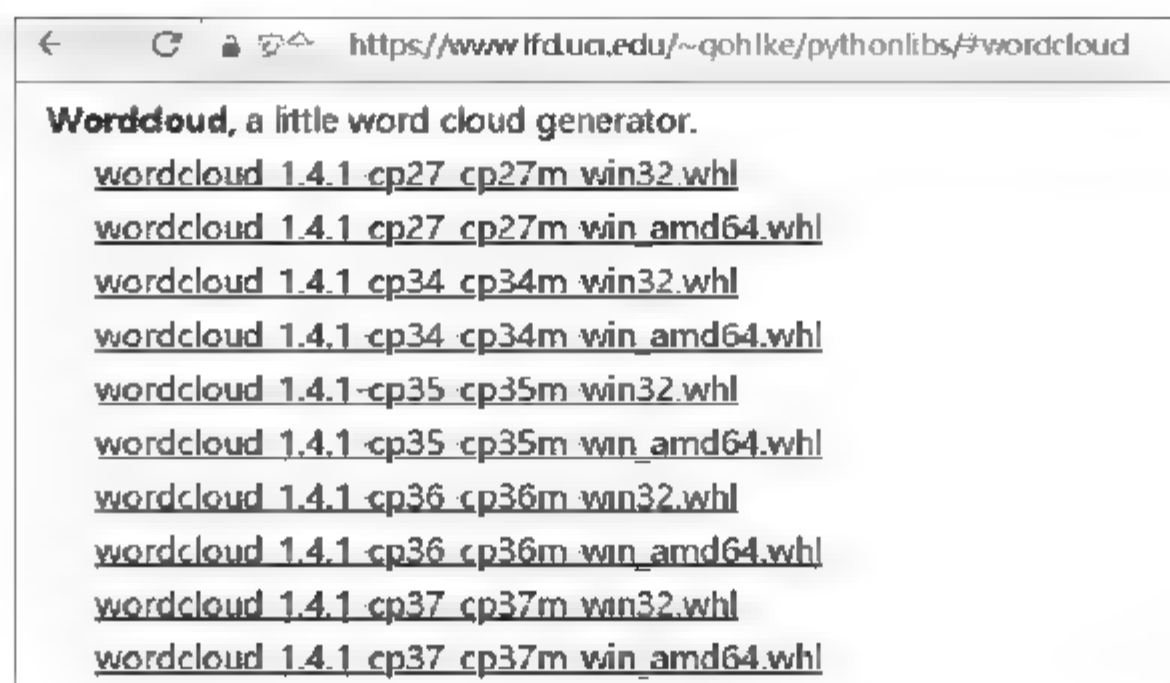 https://www.lfd.uci.edu/~gohlke/pythonlibs/#wordcloud
Wordcloud, a little word cloud generator.
wordcloud-1.4.1-cp27-cp27m-win32.whl
wordcloud-1.4.1-cp27-cp27m-win_amd64.whl
wordcloud-1.4.1-cp34-cp34m-win32.whl
wordcloud-1.4.1-cp34-cp34m-win_amd64.whl
wordcloud-1.4.1-cp35-cp35m-win32.whl
wordcloud-1.4.1-cp35-cp35m-win_amd64.whl
wordcloud-1.4.1-cp36-cp36m-win32.whl
wordcloud-1.4.1-cp36-cp36m-win_amd64.whl
wordcloud-1.4.1-cp37-cp37m-win32.whl
wordcloud-1.4.1-cp37-cp37m-win_amd64.whl